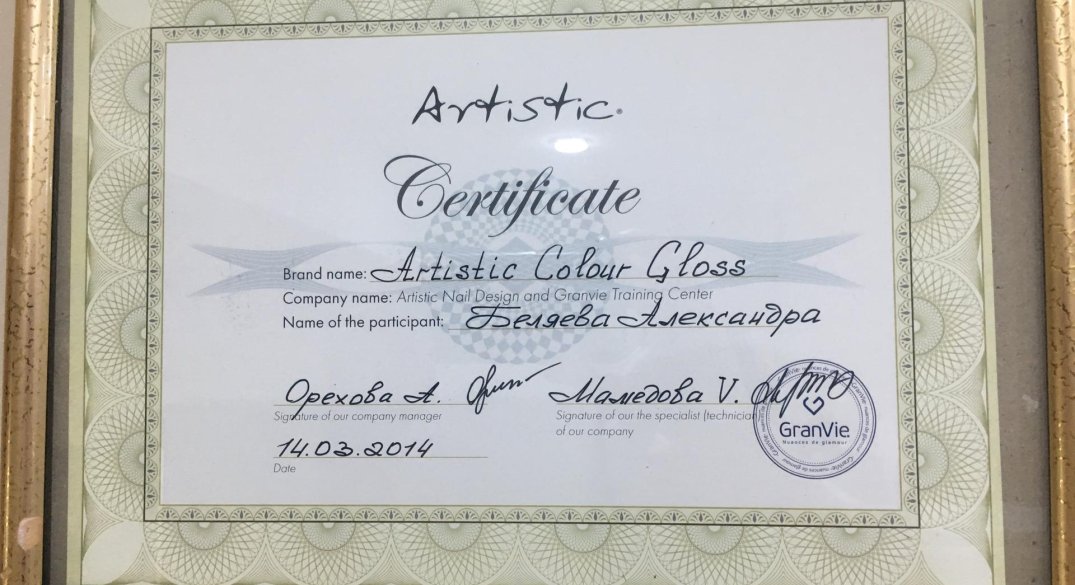 Artistic®
Certificate
Brand name: Artistic Colour Gloss
Company name: Artistic Nail Design and Granvie Training Center
Name of the participant: Беляева Александра
Орехова А.
Signature of our company manager
Мамедова V.
Signature of our the specialist (technician
of our company
14.03.2014
Date
GranVie
Nuances de glamour